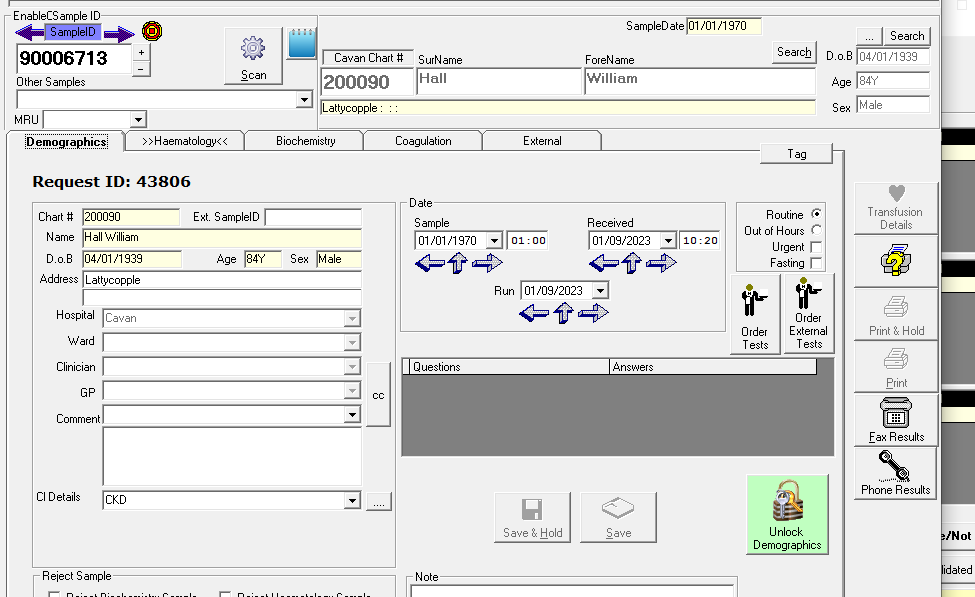 EnableCSample ID
SampleID
90006713
+
-
Scan
Other Samples
MRU
SampleDate 01/01/1970
... Search
Cavan Chart # SurName ForeName Search
200090 Hall William
Lattycopple : : :
D.o.B 04/01/1939
Age 84Y
Sex Male
Demographics >>Haematology<< Biochemistry Coagulation External
Tag
Request ID: 43806
Chart # 200090 Ext. SampleID
Name Hall William
D.o.B 04/01/1939 Age 84Y Sex Male
Address Lattycopple
Hospital Cavan
Ward
Clinician
GP
cc
Comment
Cl Details CKD ....
Date
Sample Received
01/01/1970 01:00 01/09/2023 10:20
Run 01/09/2023
Routine
Out of Hours
Urgent
Fasting
Order Tests
Order External Tests
Questions Answers
Save & Hold
Save
Unlock Demographics
Transfusion Details
Print & Hold
Print
Fax Results
Phone Results
e/Not
lidated
Reject Sample
Reject Biochemistry Sample Reject Haematology Sample
Note